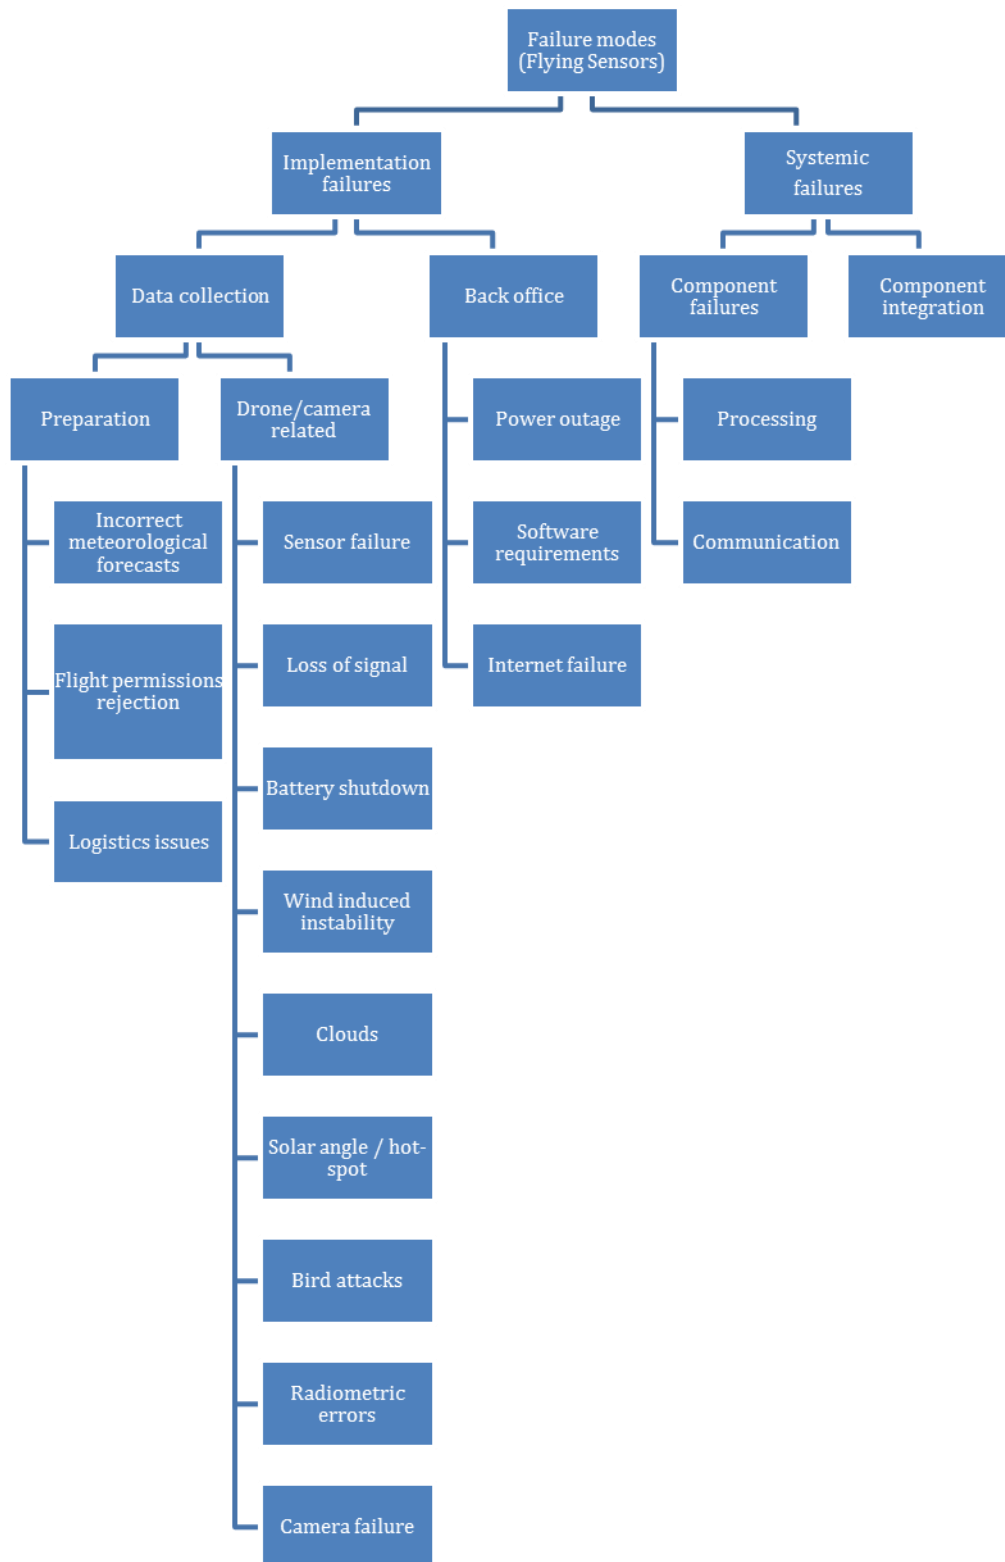 Failure modes
(Flying Sensors)
Implementation
failures
Systemic
failures
Data collection
Back office
Component
failures
Component
integration
Preparation
Drone/camera
related
Power outage
Processing
Incorrect
meteorological
forecasts
Sensor failure
Software
requirements
Communication
Flight permissions
rejection
Loss of signal
Internet failure
Battery shutdown
Logistics issues
Wind induced
instability
Clouds
Solar angle / hot-
spot
Bird attacks
Radiometric
errors
Camera failure